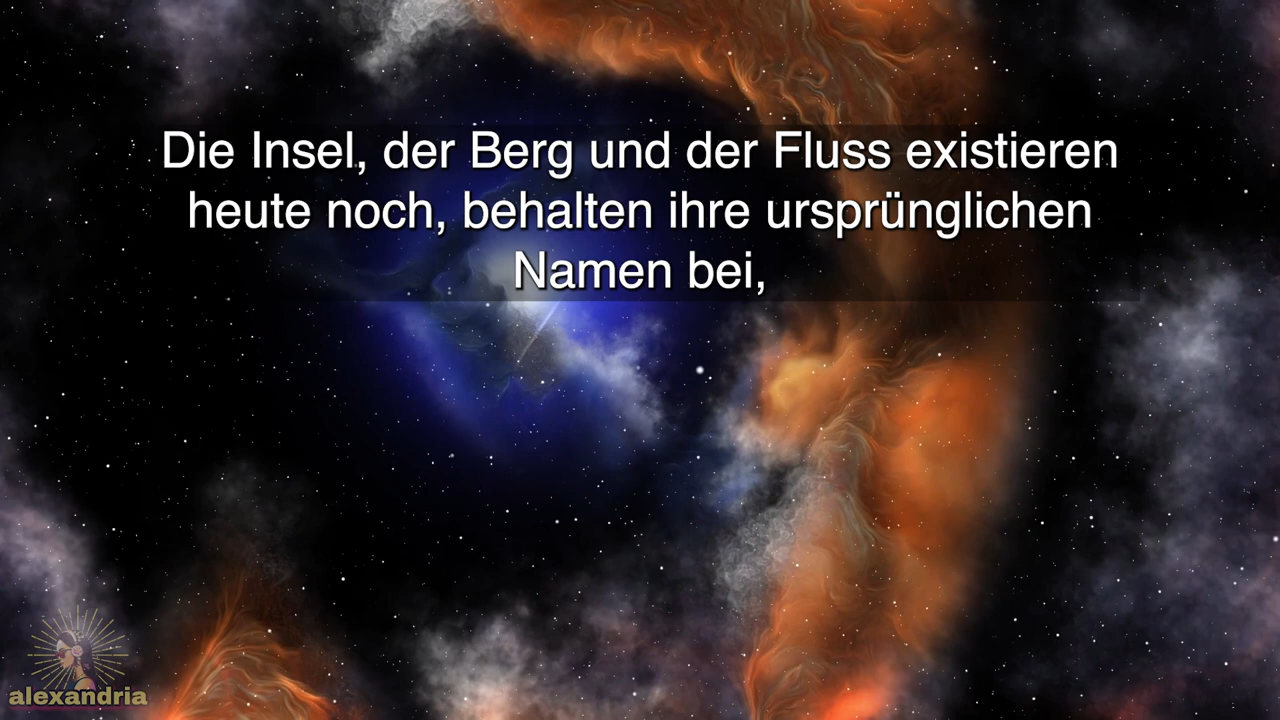 Die Insel, der Berg und der Fluss existieren
heute noch, behalten ihre ursprünglichen
Namen bei,
alexandria